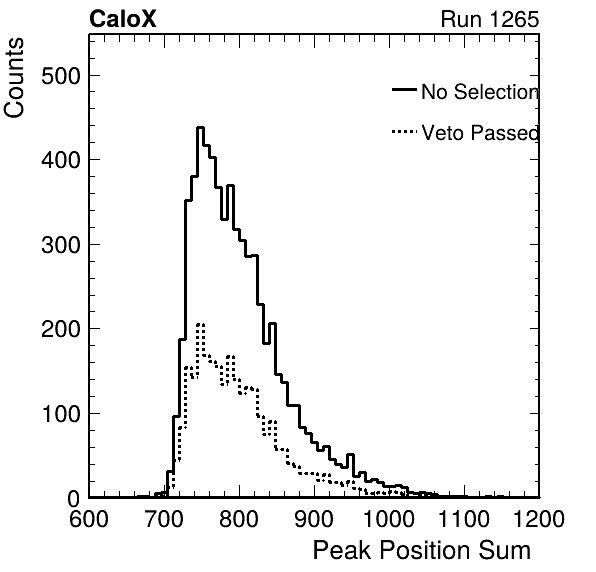 CaloX Run 1265
Counts
500
400
300
200
100
0
No Selection
Veto Passed
600 700 800 900 1000 1100 1200
Peak Position Sum